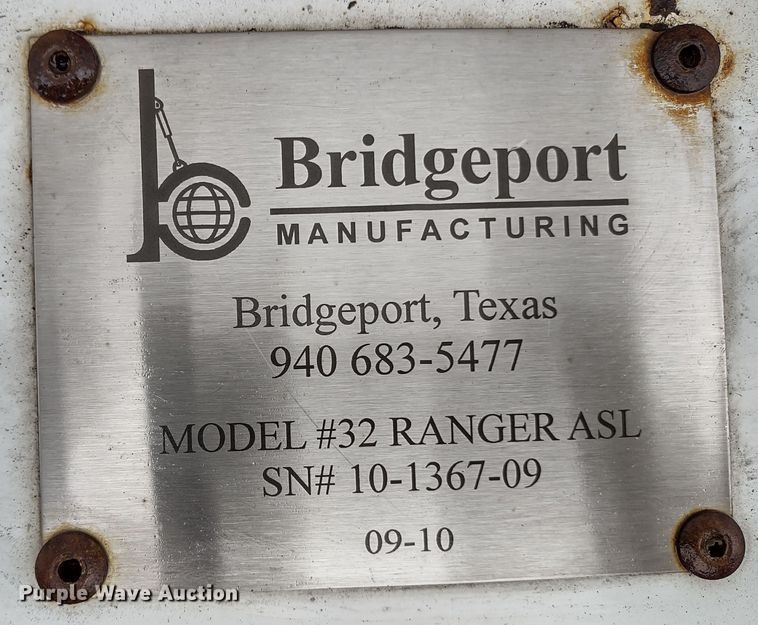 Bridgeport
MANUFACTURING
Bridgeport, Texas
940 683-5477
MODEL #32 RANGER ASL
SN# 10-1367-09
09-10
Purple Wave Auction